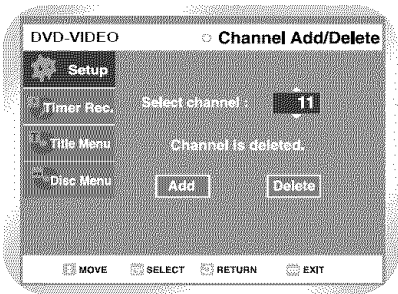 DVD-VIDEO Channel Add/Delete
Setup
Timer Rec.
Select channel : 11
Title Menu
Channel is deleted.
Disc Menu
Add Delete
MOVE SELECT RETURN EXIT